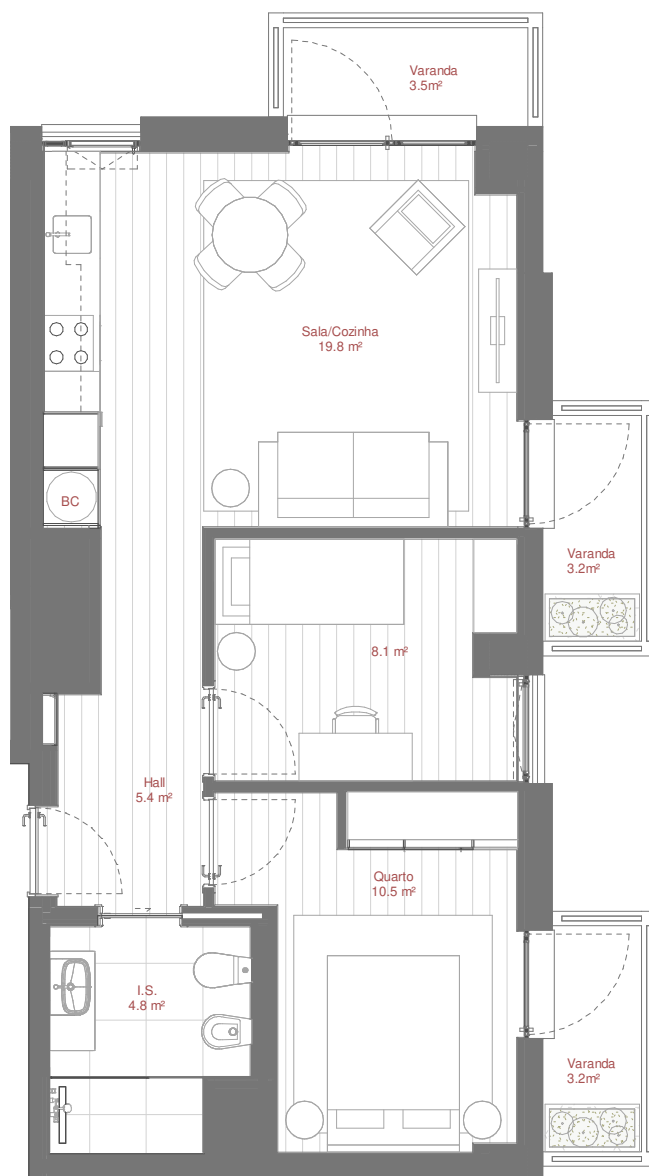 Varanda
3.5m²
Sala/Cozinha
19.8 m²
BC
Varanda
3.2m²
8.1 m²
Hall
5.4 m²
Quarto
10.5 m²
I.S.
4.8 m²
Varanda
3.2m²